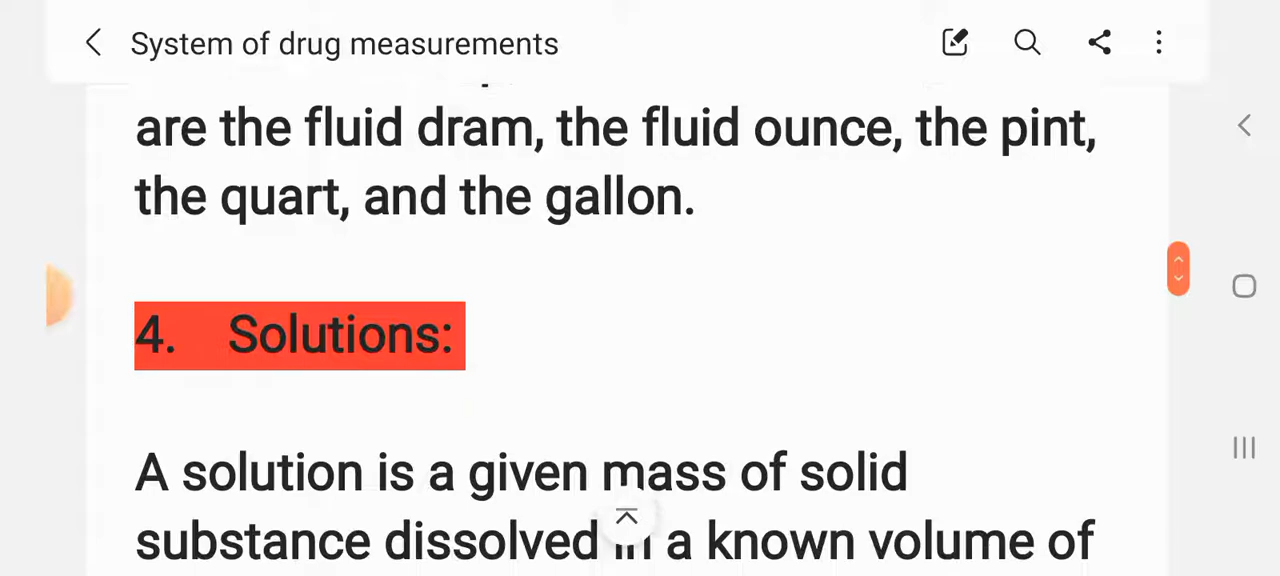 System of drug measurements
are the fluid dram, the fluid ounce, the pint,
the quart, and the gallon.
4. Solutions:
A solution is a given mass of solid
substance dissolved in a known volume of